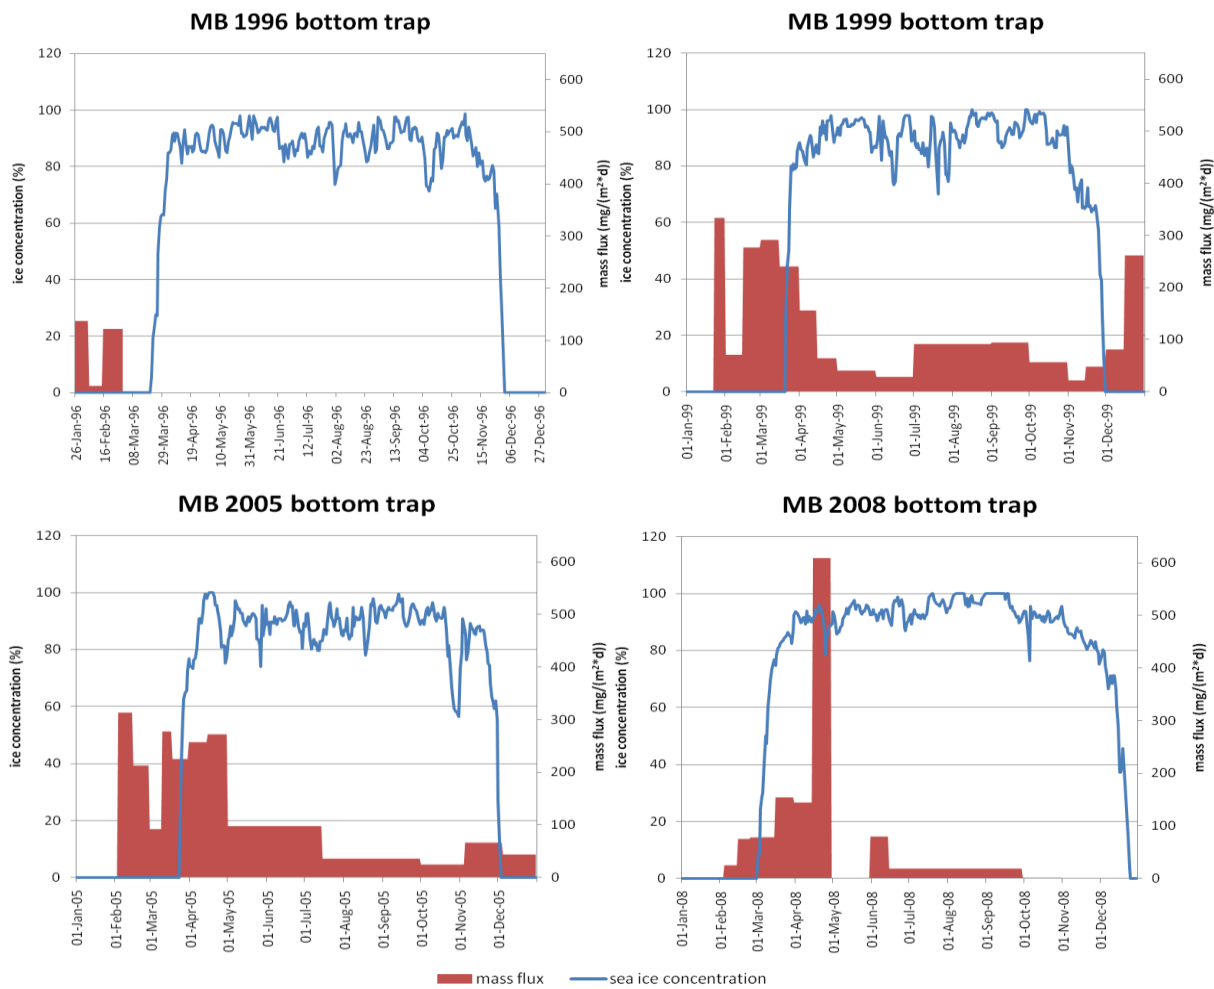 MB 1996 bottom trap
120
100
80
60
40
20
0
ice concentration (%)
600
500
400
300
200
100
0
mass flux (mg/(m²*d))
26-Jan-96
16-Feb-96
08-Mar-96
29-Mar-96
19-Apr-96
10-May-96
31-May-96
21-Jun-96
12-Jul-96
02-Aug-96
23-Aug-96
13-Sep-96
04-Oct-96
25-Oct-96
15-Nov-96
06-Dec-96
27-Dec-96
MB 1999 bottom trap
120
100
80
60
40
20
0
ice concentration (%)
600
500
400
300
200
100
0
mass flux (mg/(m²*d))
01-Jan-99
01-Feb-99
01-Mar-99
01-Apr-99
01-May-99
01-Jun-99
01-Jul-99
01-Aug-99
01-Sep-99
01-Oct-99
01-Nov-99
01-Dec-99
MB 2005 bottom trap
120
100
80
60
40
20
0
ice concentration (%)
600
500
400
300
200
100
0
mass flux (mg/(m²*d))
01-Jan-05
01-Feb-05
01-Mar-05
01-Apr-05
01-May-05
01-Jun-05
01-Jul-05
01-Aug-05
01-Sep-05
01-Oct-05
01-Nov-05
01-Dec-05
MB 2008 bottom trap
120
100
80
60
40
20
0
ice concentration (%)
600
500
400
300
200
100
0
mass flux (mg/(m²*d))
01-Jan-08
01-Feb-08
01-Mar-08
01-Apr-08
01-May-08
01-Jun-08
01-Jul-08
01-Aug-08
01-Sep-08
01-Oct-08
01-Nov-08
01-Dec-08
mass flux
sea ice concentration